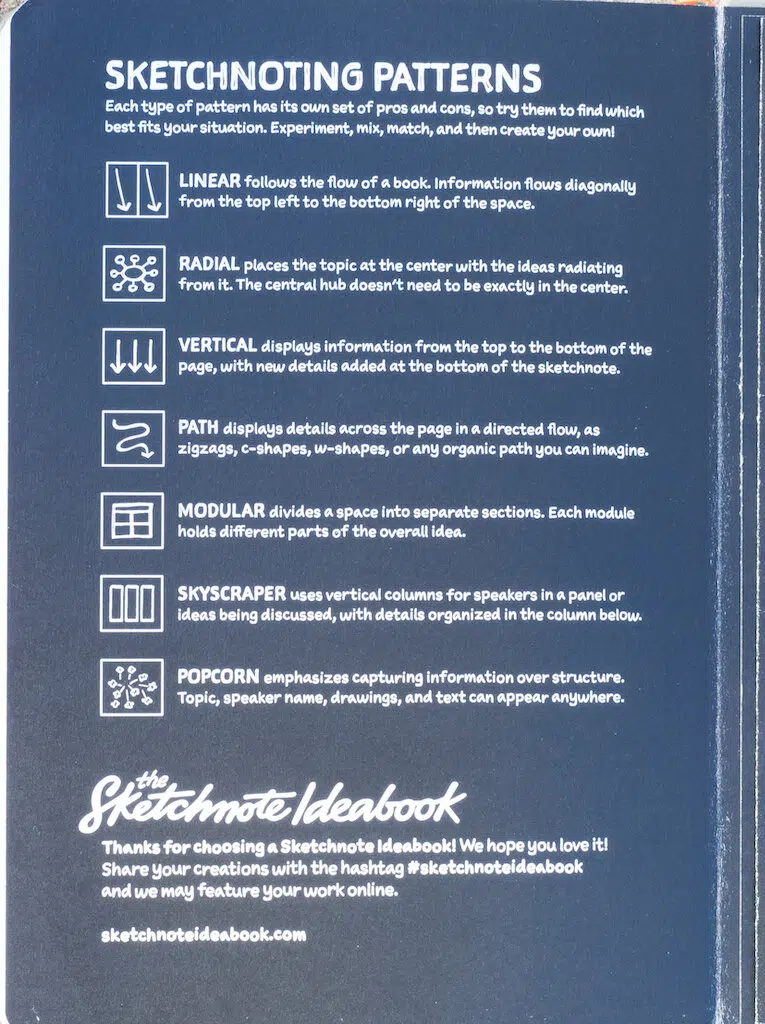 SKETCHNOTING PATTERNS
Each type of pattern has its own set of pros and cons, so try them to find which
best fits your situation. Experiment, mix, match, and then create your own!
LINEAR follows the flow of a book. Information flows diagonally
from the top left to the bottom right of the space.
RADIAL places the topic at the center with the ideas radiating
from it. The central hub doesn't need to be exactly in the center.
VERTICAL displays information from the top to the bottom of the
page, with new details added at the bottom of the sketchnote.
PATH displays details across the page in a directed flow, as
zigzags, c-shapes, w-shapes, or any organic path you can imagine.
MODULAR divides a space into separate sections. Each module
holds different parts of the overall idea.
SKYSCRAPER uses vertical columns for speakers in a panel or
ideas being discussed, with details organized in the column below.
POPCORN emphasizes capturing information over structure.
Topic, speaker name, drawings, and text can appear anywhere.
the
Sketchnote Ideabook
Thanks for choosing a Sketchnote Ideabook! We hope you love it!
Share your creations with the hashtag #sketchnoteideabook
and we may feature your work online.
sketchnoteideabook.com